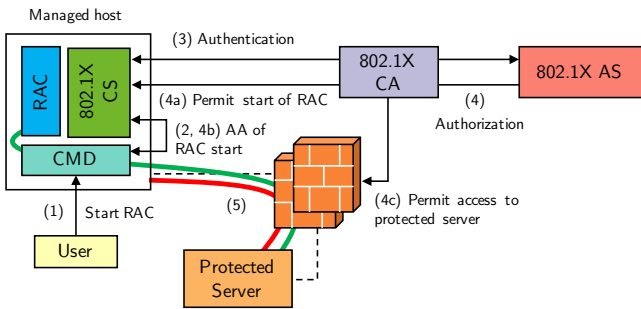 Managed host
RAC
802.1X
CS
(3) Authentication
802.1X
CA
802.1X AS
(4a) Permit start of RAC
(4)
Authorization
(2, 4b) AA of
RAC start
CMD
(1)
Start RAC
(5)
(4c) Permit access to
protected server
User
Protected
Server